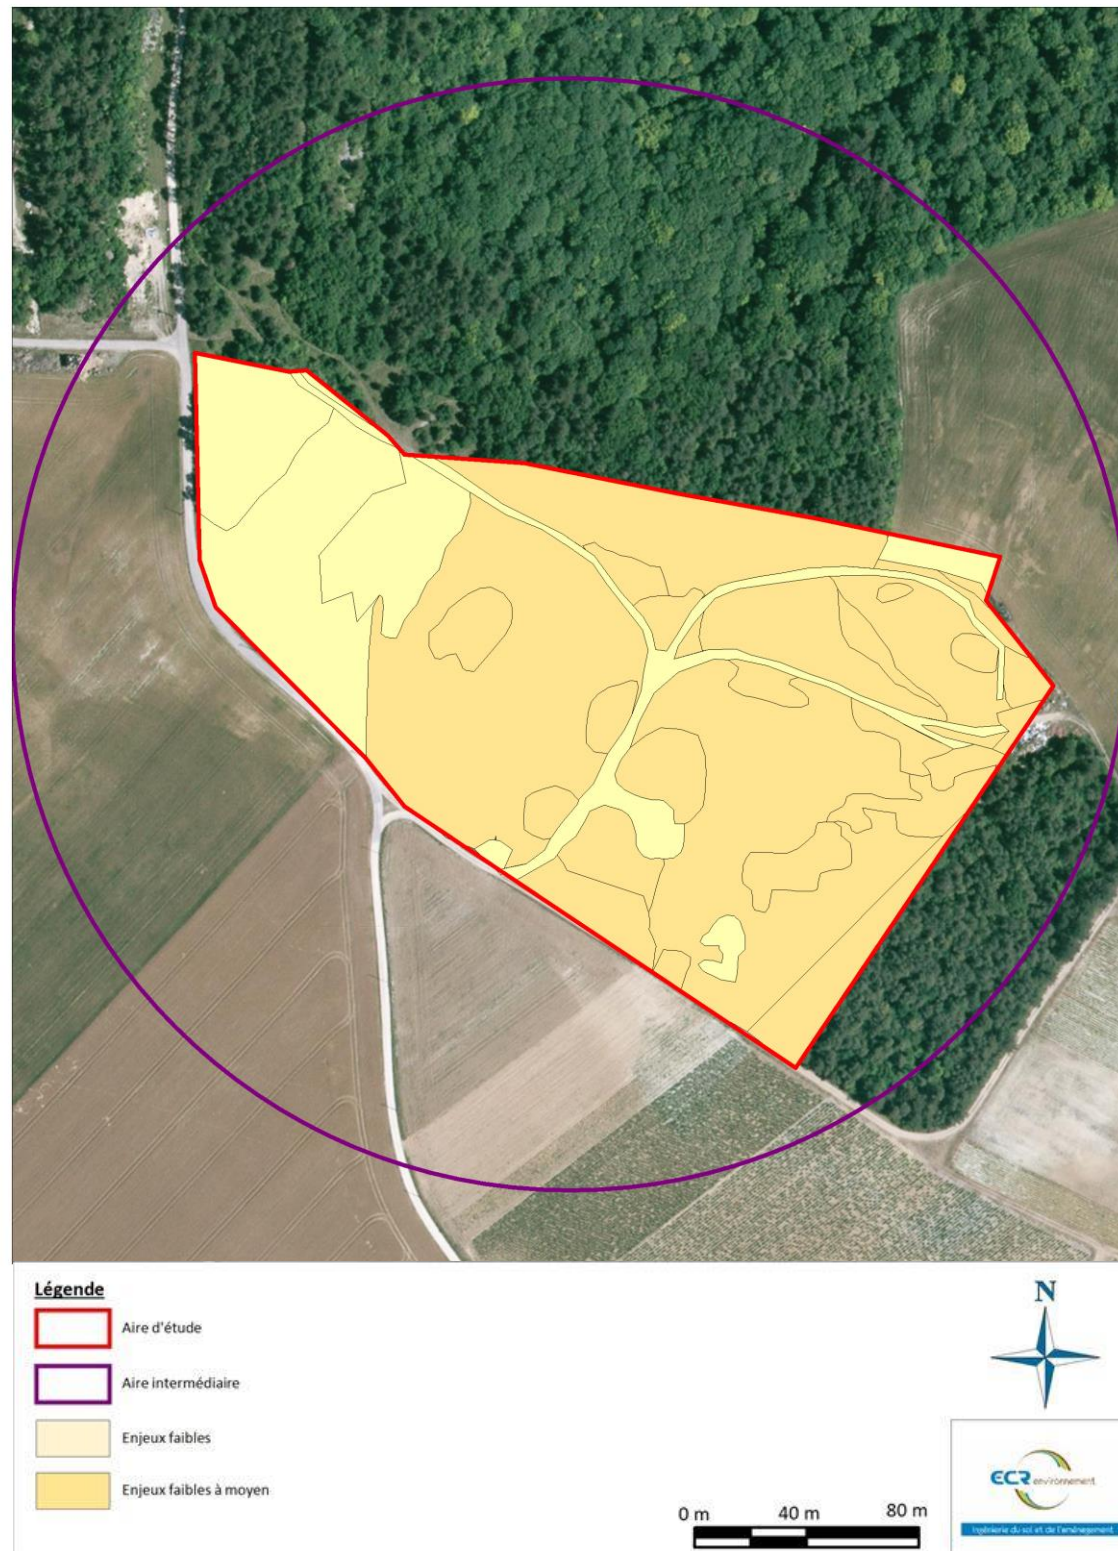 Légende
Aire d'étude
Aire intermédiaire
Enjeux faibles
Enjeux faibles à moyen
0 m 40 m 80 m
N
ECR environnement
Ingénierie du sol et de l'aménagement